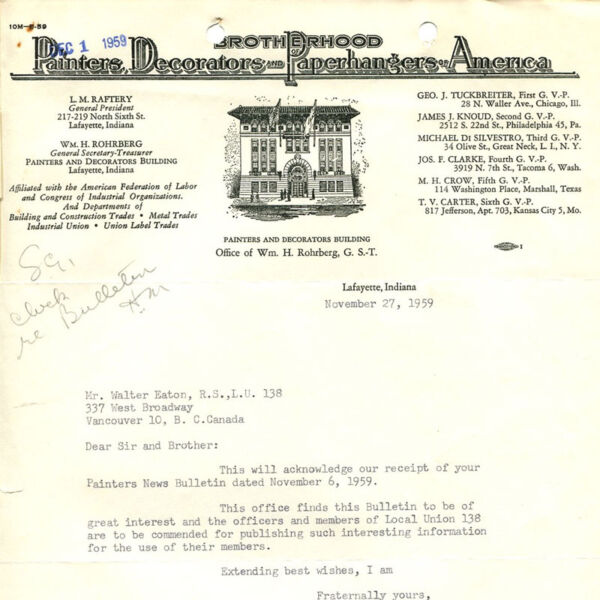 10M—8-59
DEC 1 1959
BROTHERHOOD
OF
Painters, Decorators AND Paperhangers OF America
L. M. RAFTERY
General President
217-219 North Sixth St.
Lafayette, Indiana
WM. H. ROHRBERG
General Secretary-Treasurer
PAINTERS AND DECORATORS BUILDING
Lafayette, Indiana
Affiliated with the American Federation of Labor
and Congress of Industrial Organizations.
And Departments of
Building and Construction Trades • Metal Trades
Industrial Union • Union Label Trades
PAINTERS AND DECORATORS BUILDING
Office of Wm. H. Rohrberg, G. S.-T.
GEO. J. TUCKBREITER, First G. V.-P.
28 N. Waller Ave., Chicago, Ill.
JAMES J. KNOUD, Second G. V.-P.
2512 S. 22nd St., Philadelphia 45, Pa.
MICHAEL DI SILVESTRO, Third G. V.-P.
34 Olive St., Great Neck, L. I., N. Y.
JOS. F. CLARKE, Fourth G. V.-P.
3919 N. 7th St., Tacoma 6, Wash.
M. H. CROW, Fifth G. V.-P.
114 Washington Place, Marshall, Texas
T. V. CARTER, Sixth G. V.-P.
817 Jefferson, Apt. 703, Kansas City 5, Mo.
1
S.G.,
check
re Bulletin
HM
Lafayette, Indiana
November 27, 1959
Mr. Walter Eaton, R.S.,L.U. 138
337 West Broadway
Vancouver 10, B. C.Canada
Dear Sir and Brother:
This will acknowledge our receipt of your
Painters News Bulletin dated November 6, 1959.
This office finds this Bulletin to be of
great interest and the officers and members of Local Union 138
are to be commended for publishing such interesting information
for the use of their members.
Extending best wishes, I am
Fraternally yours,